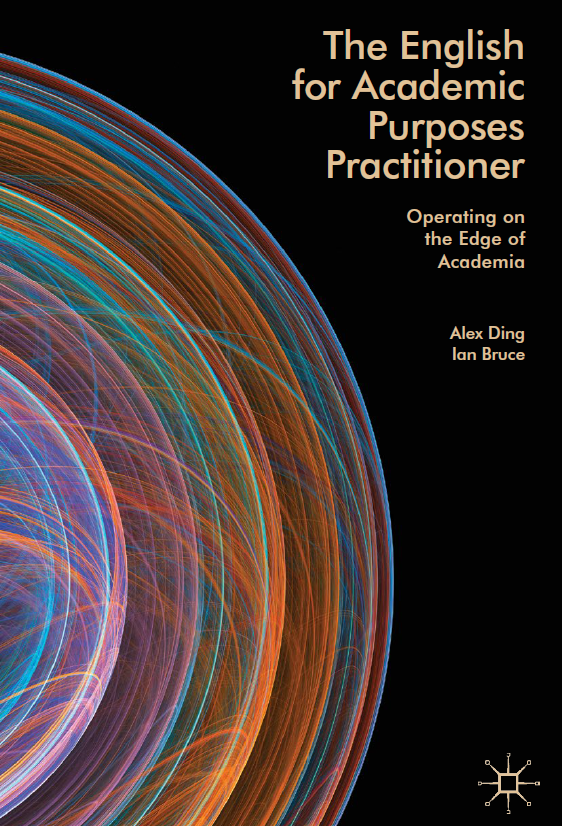 The English
for Academic
Purposes
Practitioner
Operating on
the Edge of
Academia
Alex Ding
Ian Bruce